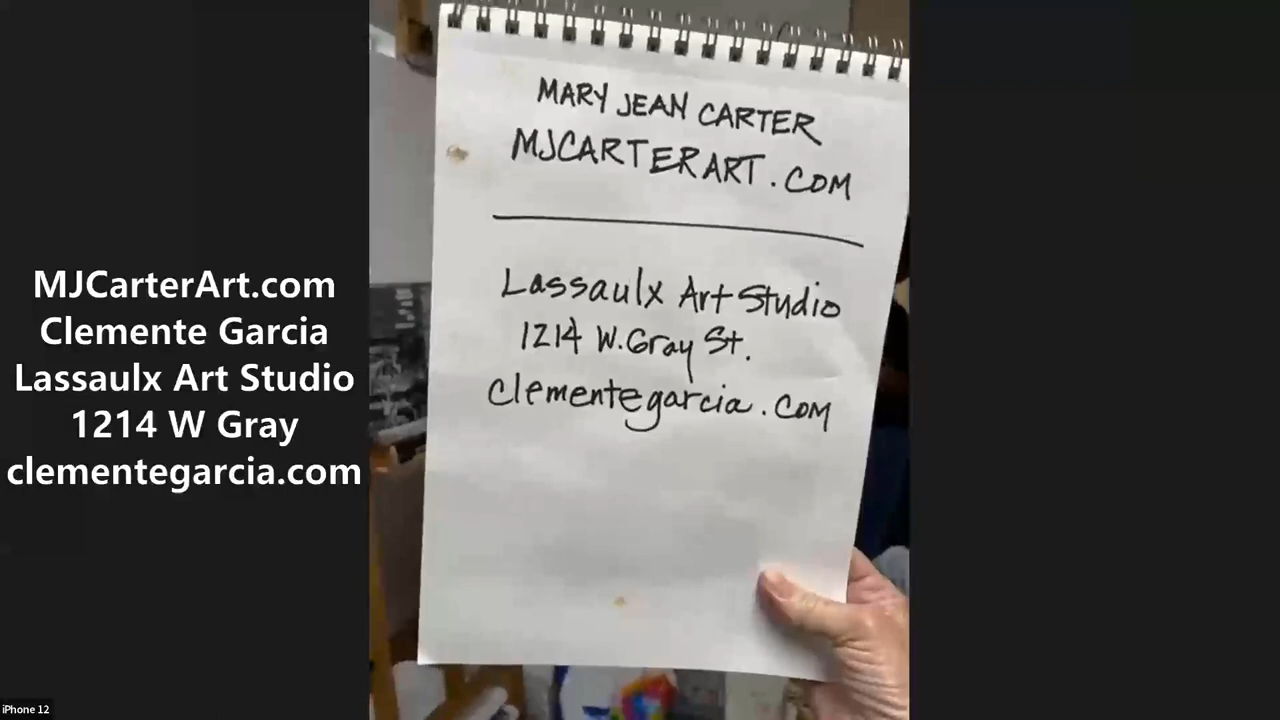 MJCarterArt.com
Clemente Garcia
Lassaulx Art Studio
1214 W Gray
clementegarcia.com
MARY JEAN CARTER
MJCARTERART.COM
Lassaulx Art Studio
1214 W. Gray St.
clementegarcia.com
iPhone 12